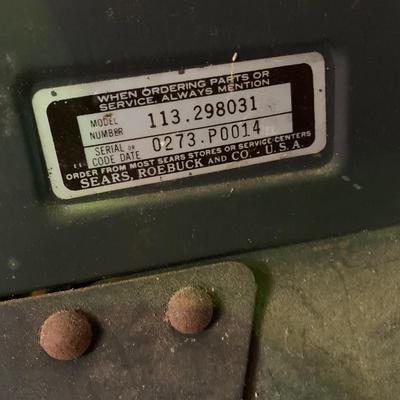 WHEN ORDERING PARTS OR
SERVICE, ALWAYS MENTION
MODEL
NUMBER 113.298031
SERIAL OR
CODE DATE 0273.P0014
ORDER FROM MOST SEARS STORES OR SERVICE CENTERS
SEARS, ROEBUCK AND CO. - U.S.A.